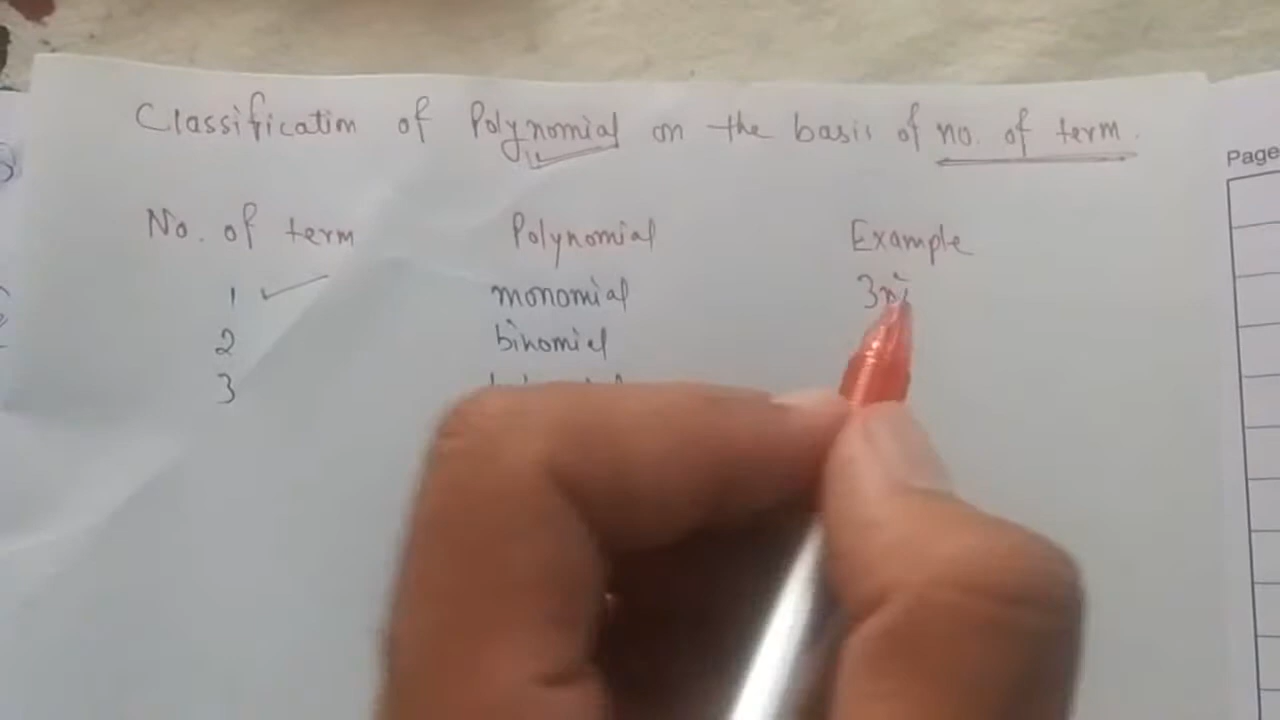 Classification of Polynomial on the basis of no. of term.
Page
No. of term Polynomial Example
1 monomial 3x²
2 binomial
3